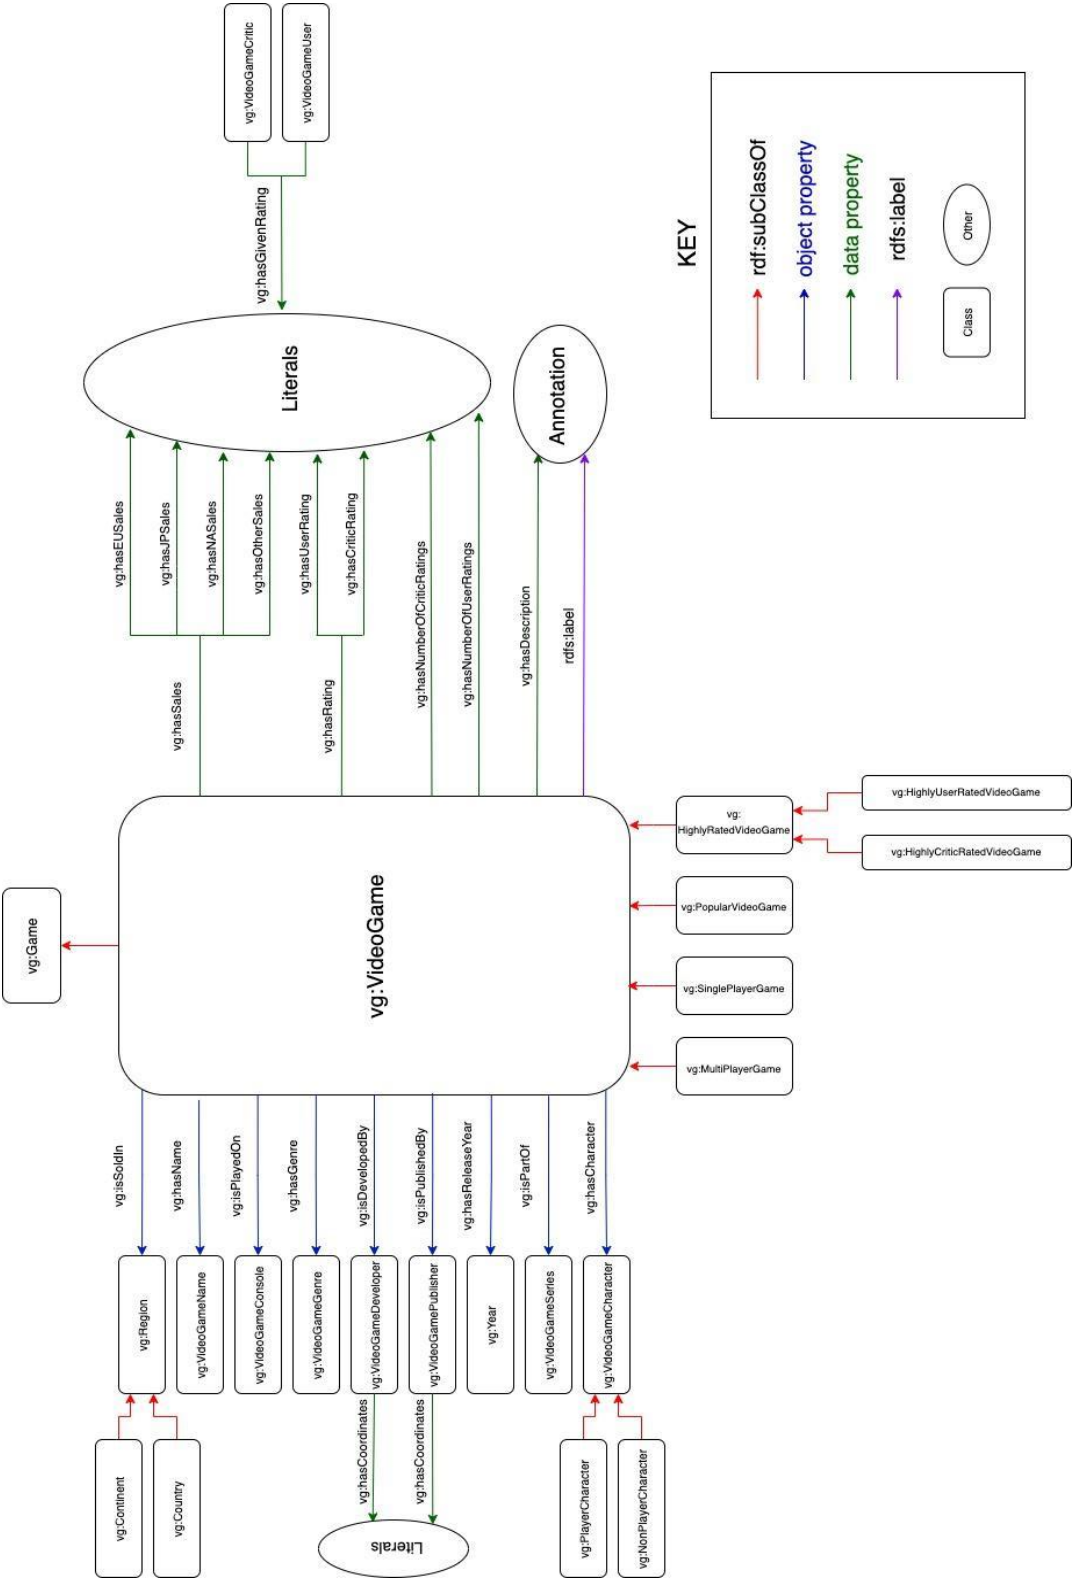 vg:VideoGameCritic
vg:VideoGameUser
vg:hasGivenRating
Literals
Annotation
KEY
rdf:subClassOf
object property
data property
rdfs:label
Class
Other
vg:hasEUSales
vg:hasJPSales
vg:hasNASales
vg:hasOtherSales
vg:hasUserRating
vg:hasCriticRating
vg:hasNumberOfCriticRatings
vg:hasNumberOfUserRatings
vg:hasDescription
rdfs:label
vg:hasSales
vg:hasRating
vg:Game
vg:VideoGame
vg:
HighlyRatedVideoGame
vg:HighlyUserRatedVideoGame
vg:HighlyCriticRatedVideoGame
vg:PopularVideoGame
vg:SinglePlayerGame
vg:MultiPlayerGame
vg:isSoldIn
vg:hasName
vg:isPlayedOn
vg:hasGenre
vg:isDevelopedBy
vg:isPublishedBy
vg:hasReleaseYear
vg:isPartOf
vg:hasCharacter
vg:Region
vg:VideoGameName
vg:VideoGameConsole
vg:VideoGameGenre
vg:VideoGameDeveloper
vg:VideoGamePublisher
vg:Year
vg:VideoGameSeries
vg:VideoGameCharacter
vg:Continent
vg:Country
vg:hasCoordinates
vg:hasCoordinates
Literals
vg:PlayerCharacter
vg:NonPlayerCharacter